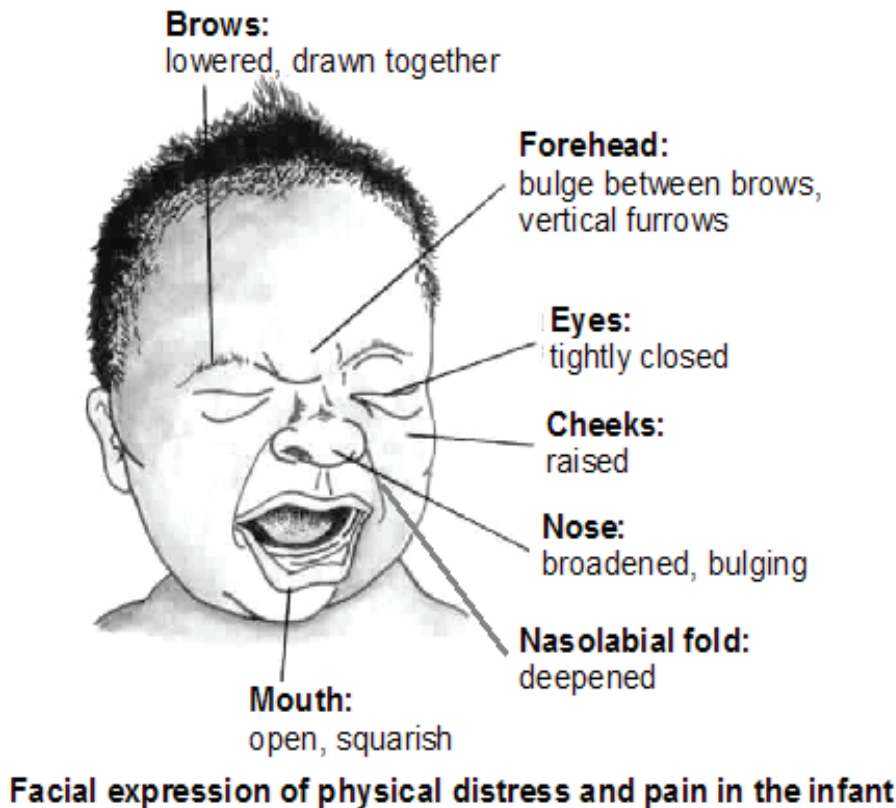 Brows:
lowered, drawn together
Forehead:
bulge between brows,
vertical furrows
Eyes:
tightly closed
Cheeks:
raised
Nose:
broadened, bulging
Nasolabial fold:
deepened
Mouth:
open, squarish
Facial expression of physical distress and pain in the infant